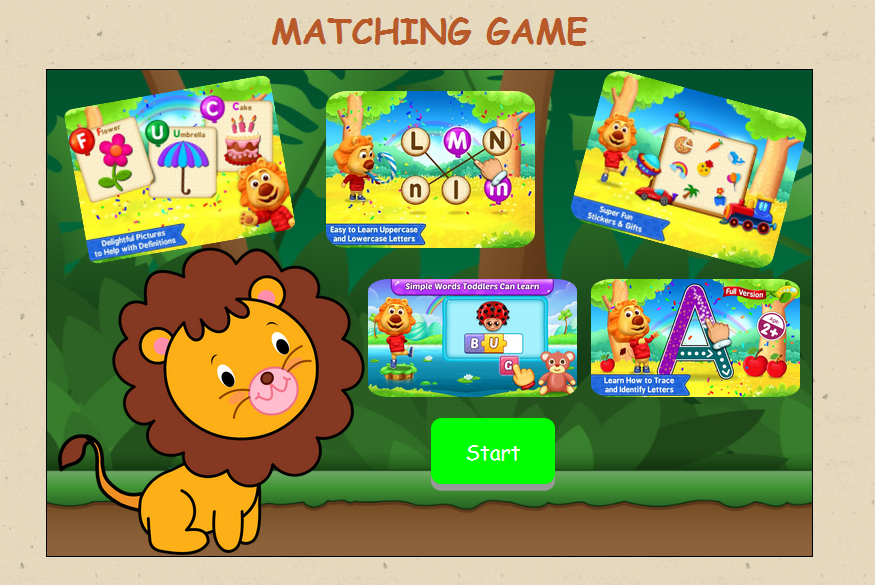 MATCHING GAME
F
Flower
U
Umbrella
C
Cake
Delightful Pictures
to Help with Definitions
L M N
n l m
Easy to Learn Uppercase
and Lowercase Letters
Super Fun
Stickers & Gifts
Simple Words Toddlers Can Learn
B U
G
Full Version
Age
2+
A
Learn How to Trace
and Identify Letters
Start